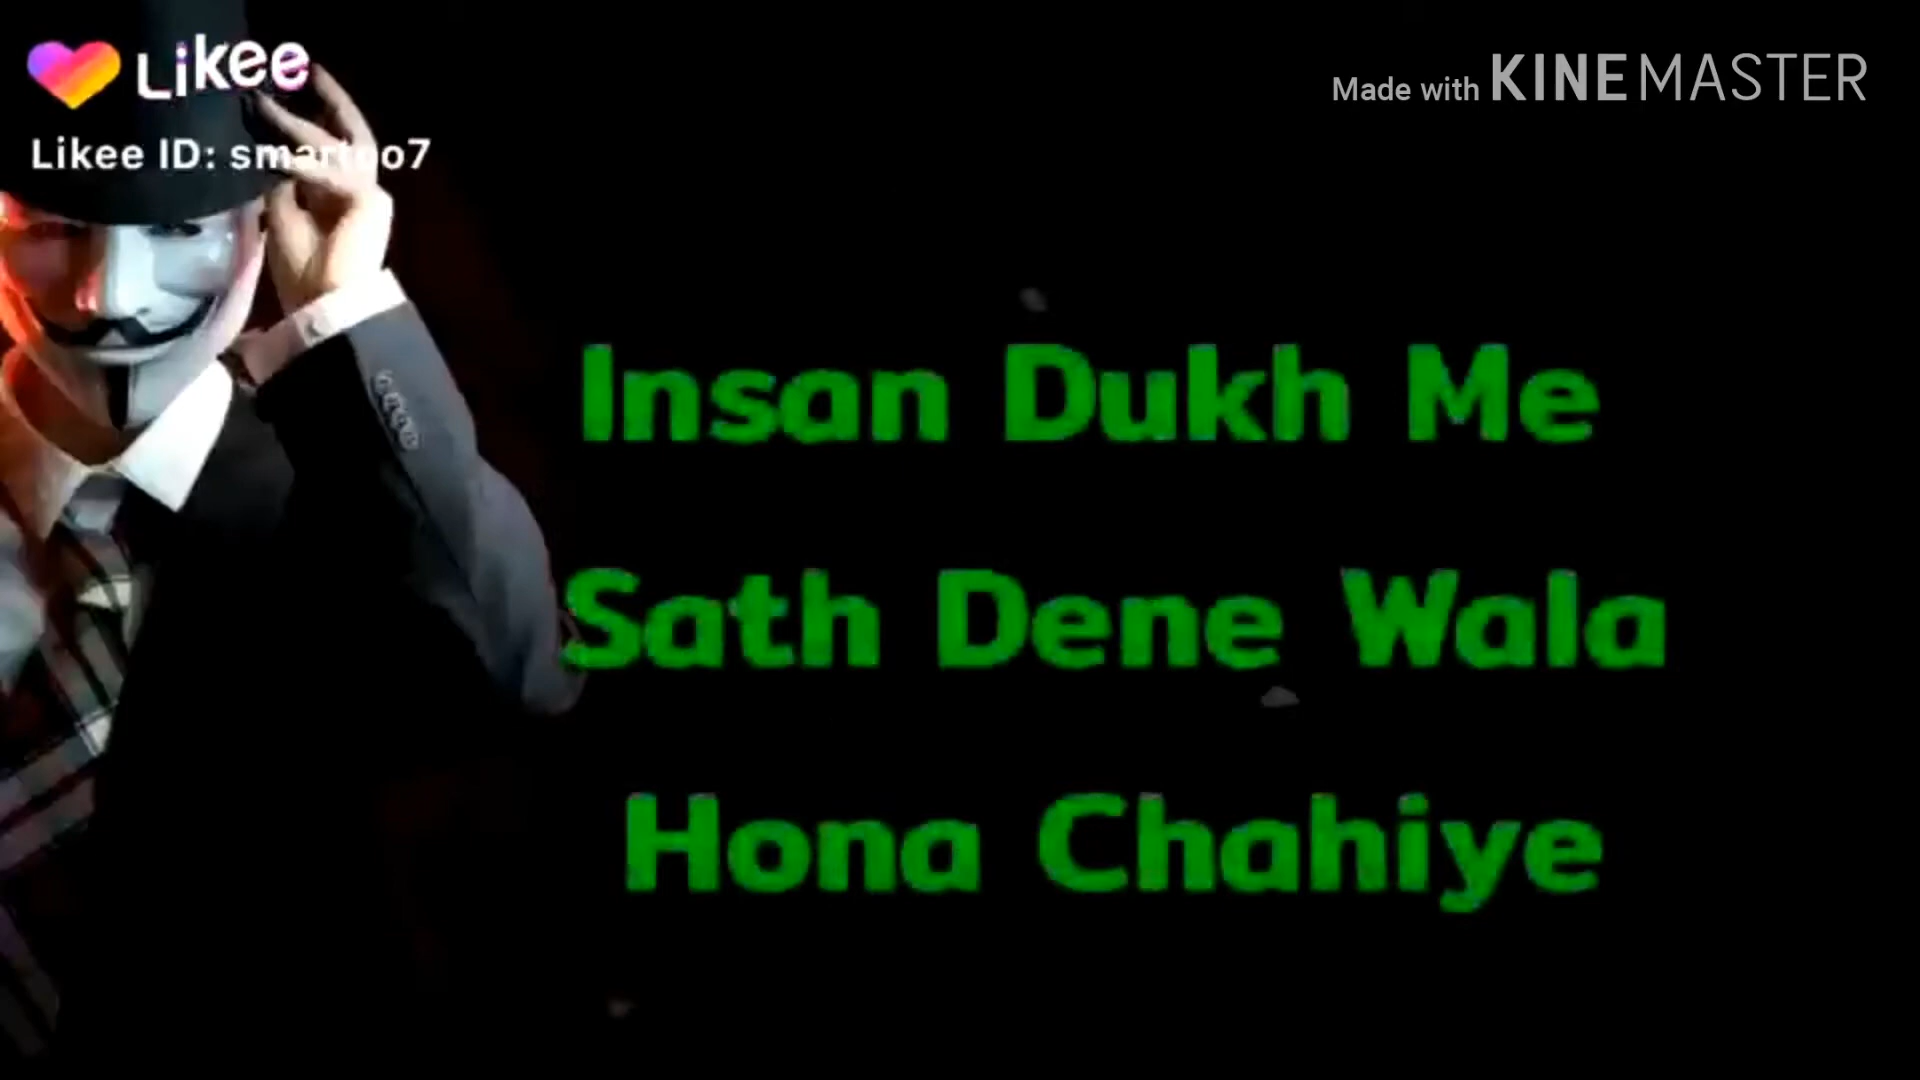 Likee
Made with KINEMASTER
Likee ID:
Insan Dukh Me
Sath Dene Wala
Hona Chahiye